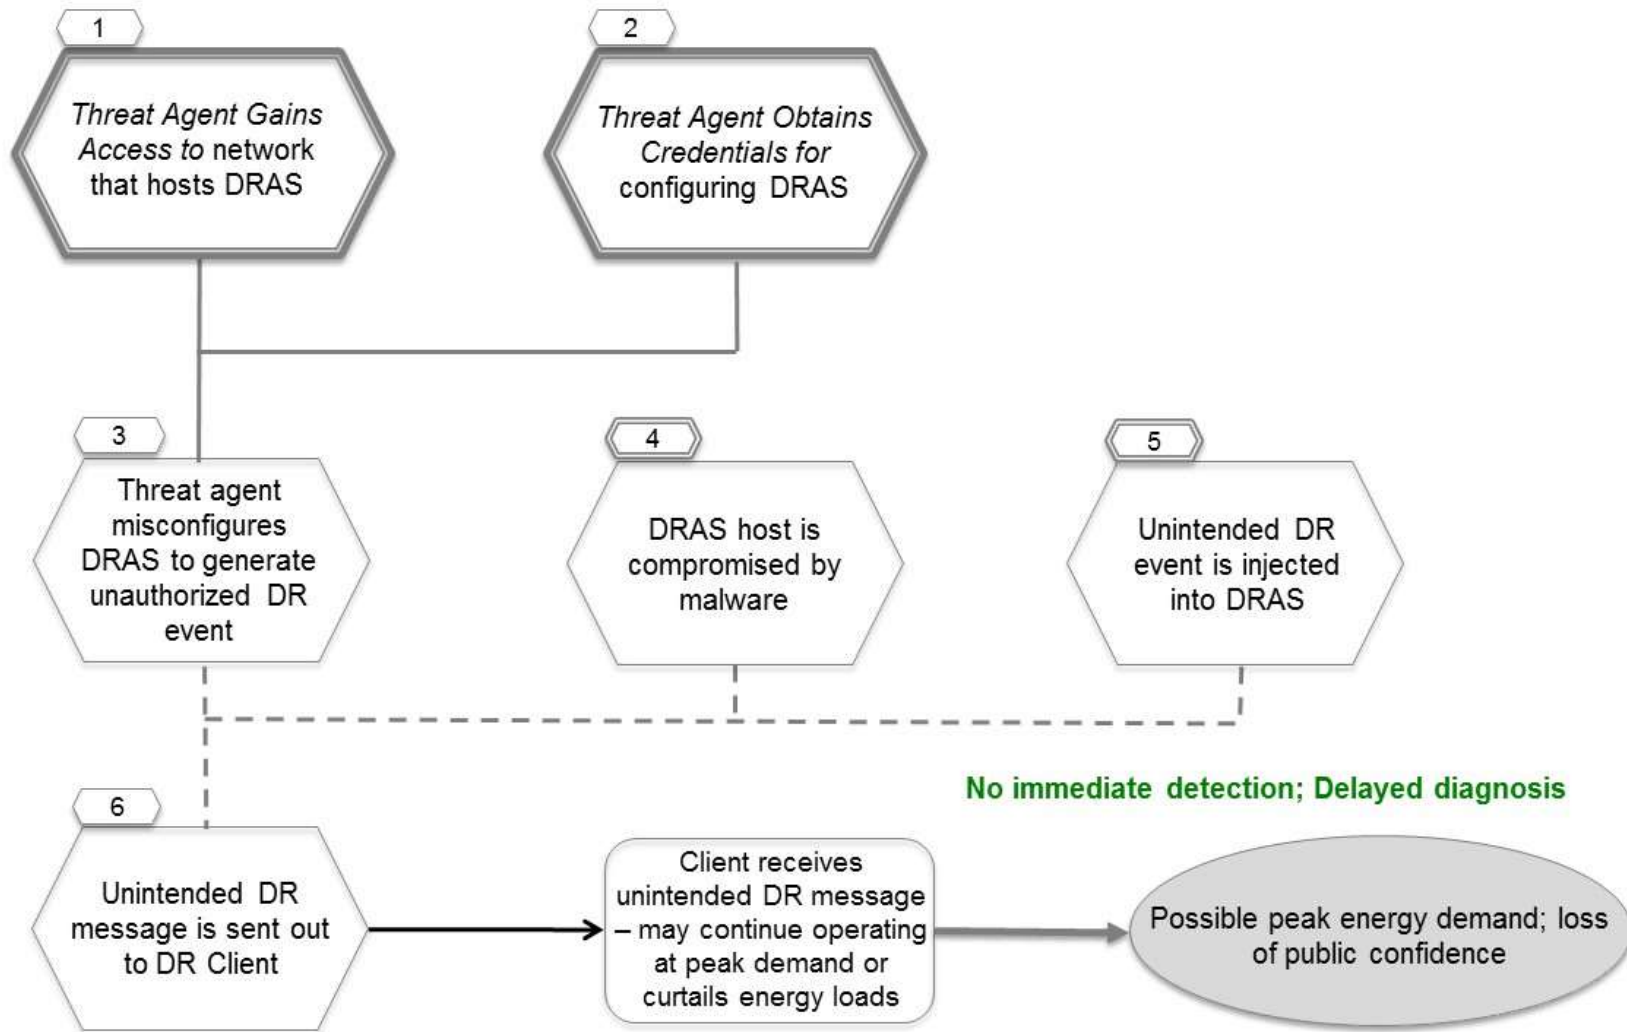 1
2
Threat Agent Gains
Access to network
that hosts DRAS
Threat Agent Obtains
Credentials for
configuring DRAS
3
4
5
Threat agent
misconfigures
DRAS to generate
unauthorized DR
event
DRAS host is
compromised by
malware
Unintended DR
event is injected
into DRAS
No immediate detection; Delayed diagnosis
6
Unintended DR
message is sent out
to DR Client
Client receives
unintended DR message
– may continue operating
at peak demand or
curtails energy loads
Possible peak energy demand; loss
of public confidence